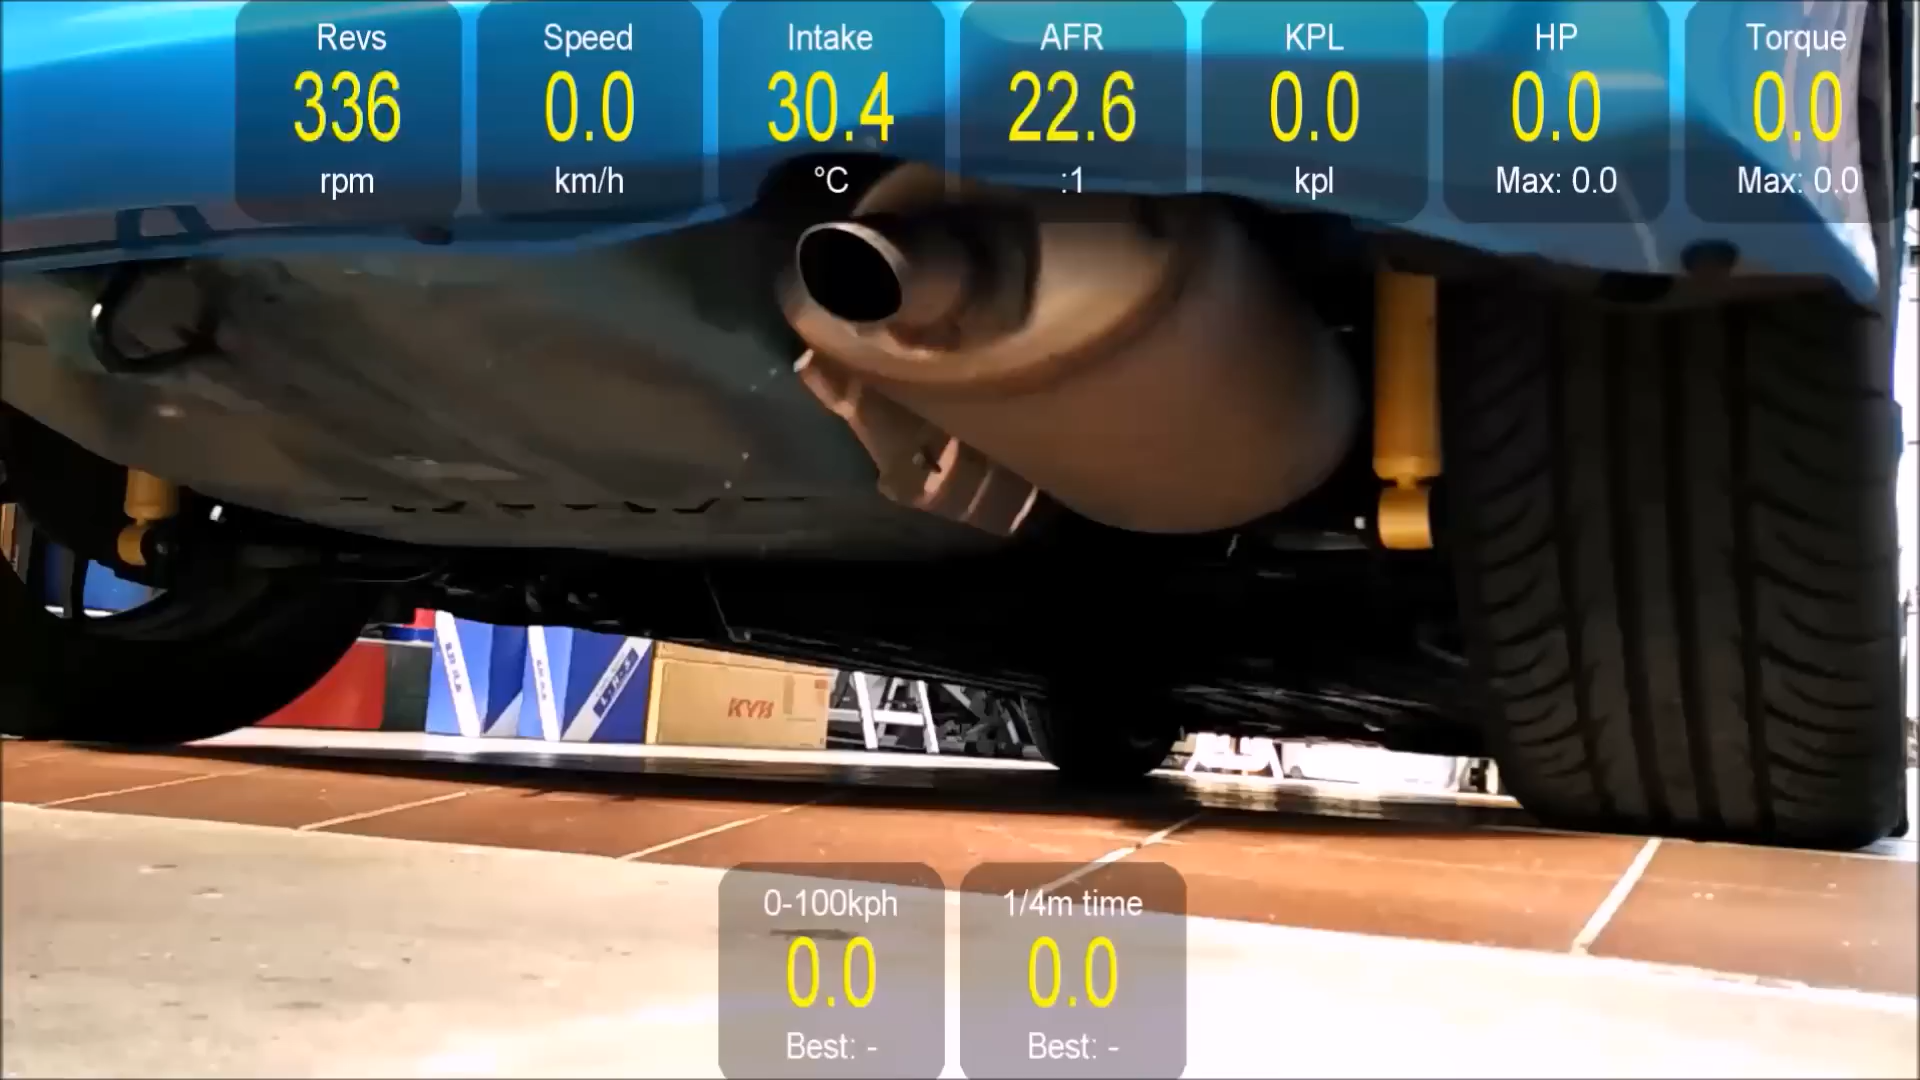 Revs
336
rpm
Speed
0.0
km/h
Intake
30.4
°C
AFR
22.6
:1
KPL
0.0
kpl
HP
0.0
Max: 0.0
Torque
0.0
Max: 0.0
KYB
0-100kph
0.0
Best: -
1/4m time
0.0
Best: -